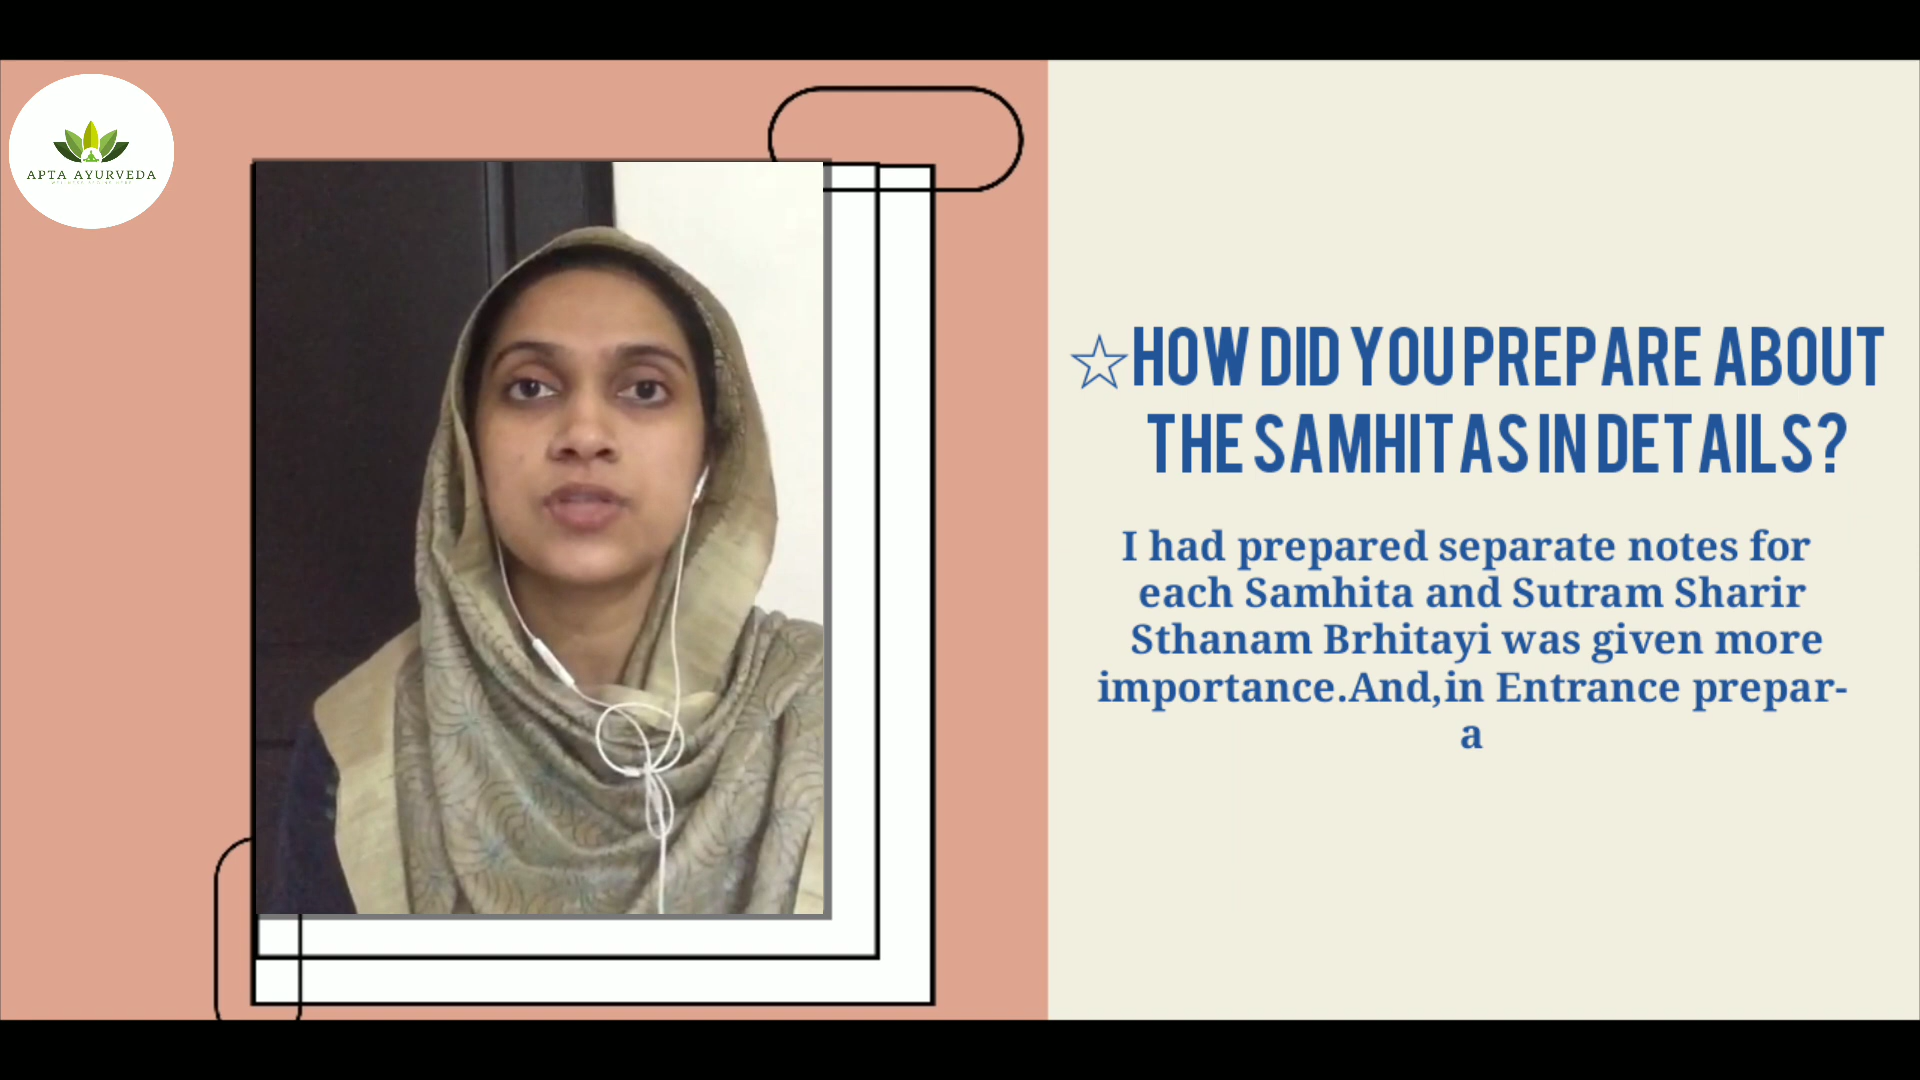 APTA AYURVEDA
☆HOW DID YOU PREPARE ABOUT
THE SAMHITAS IN DETAILS?
I had prepared separate notes for
each Samhita and Sutram Sharir
Sthanam Brhitayi was given more
importance.And,in Entrance prepar-
a